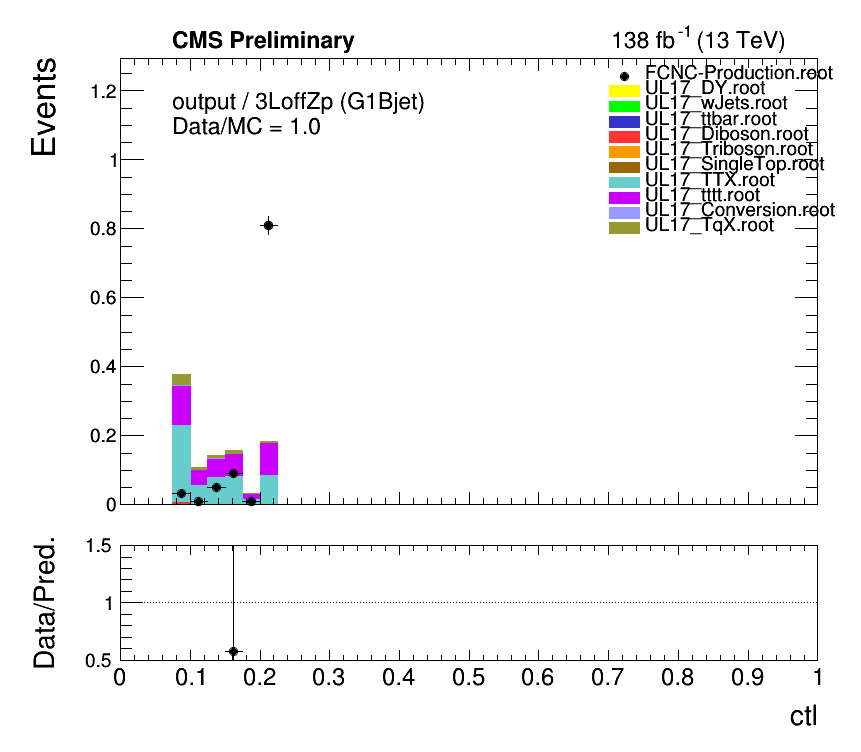 CMS Preliminary
138 fb-1 (13 TeV)
output / 3LoffZp (G1Bjet)
Data/MC = 1.0
FCNC-Production.root
UL17_DY.root
UL17_wJets.root
UL17_ttbar.root
UL17_Diboson.root
UL17_Triboson.root
UL17_SingleTop.root
UL17_TTX.root
UL17_tttt.root
UL17_Conversion.root
UL17_TqX.root
Events
1.2
1
0.8
0.6
0.4
0.2
0
Data/Pred.
1.5
1
0.5
0 0.1 0.2 0.3 0.4 0.5 0.6 0.7 0.8 0.9 1
ctl